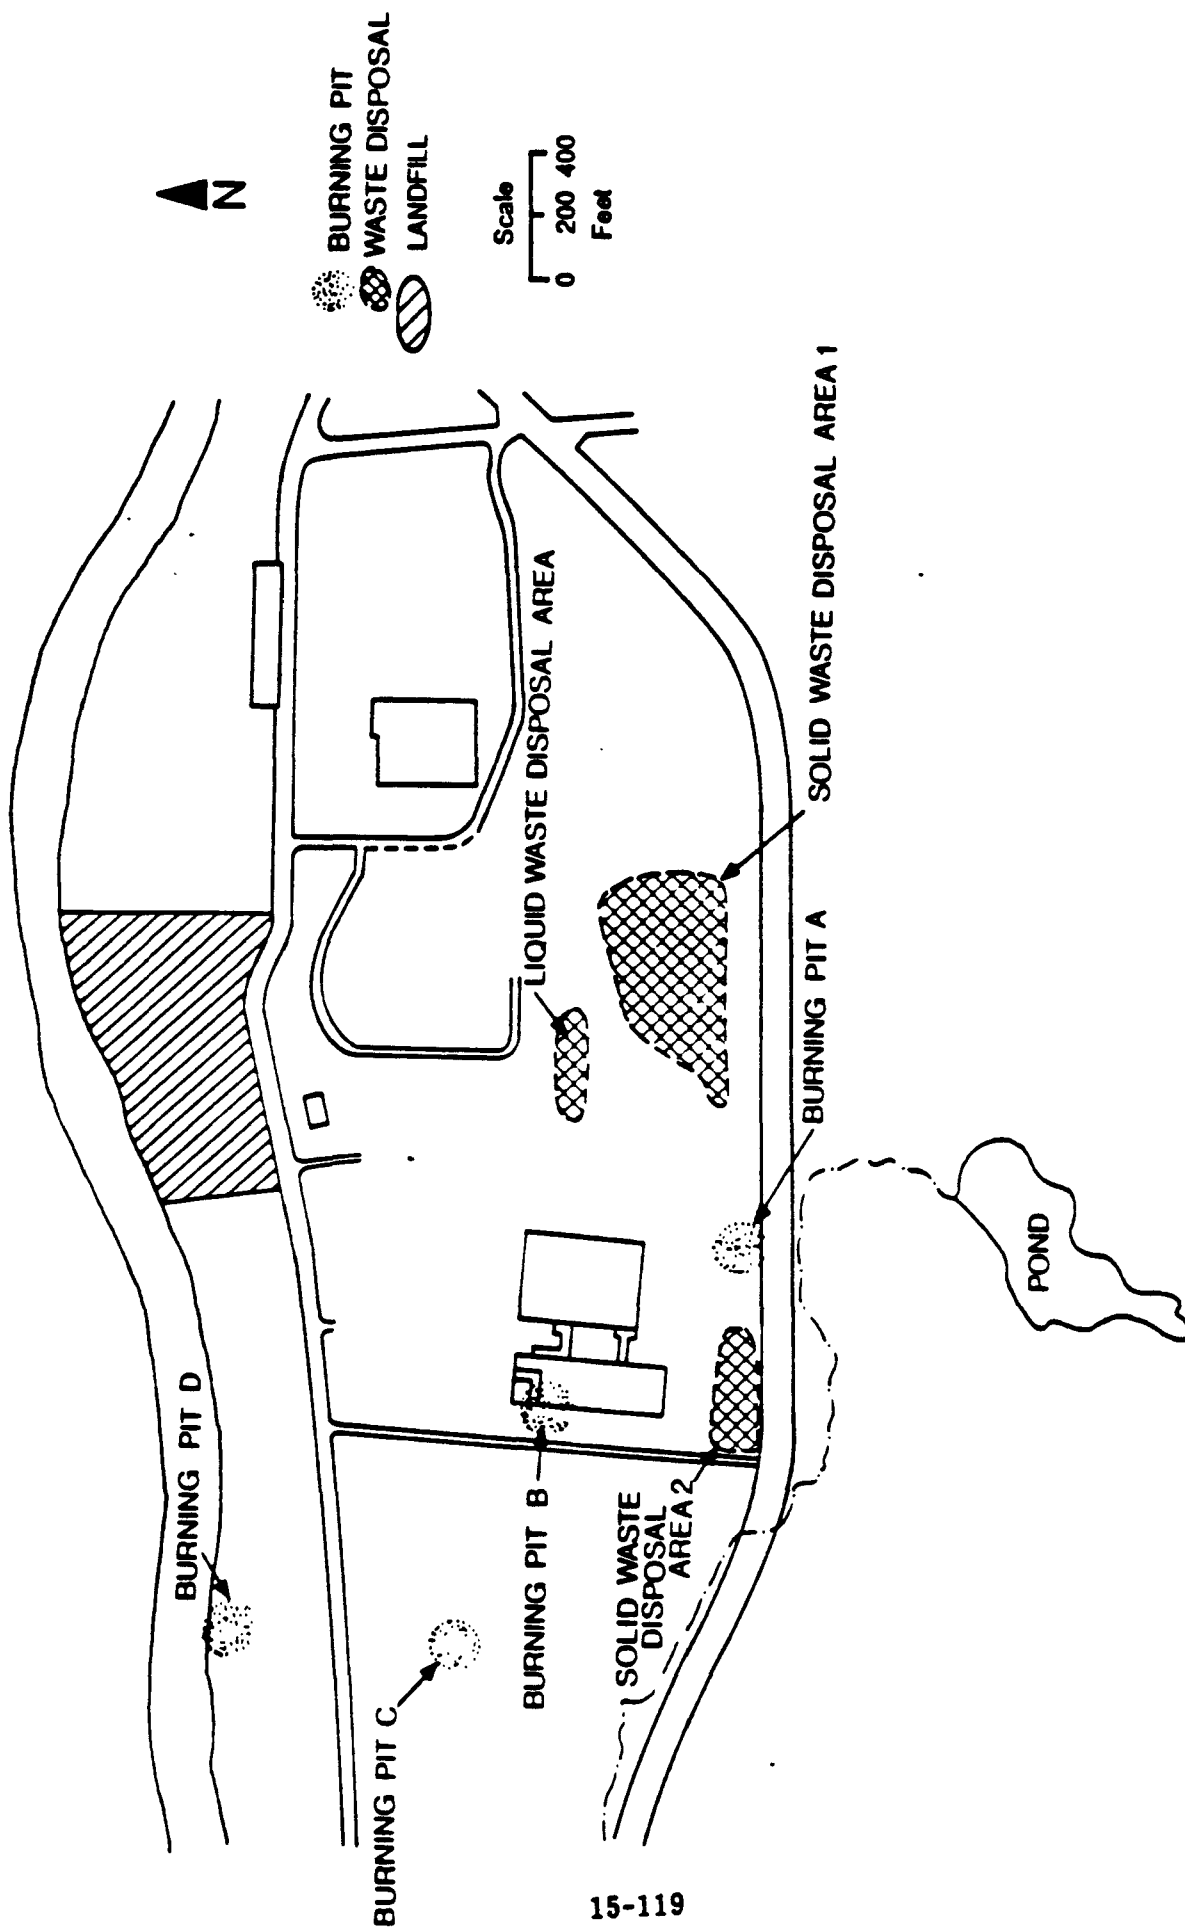 N
BURNING PIT
WASTE DISPOSAL
LANDFILL
Scale
0 200 400
Feet
BURNING PIT D
BURNING PIT C
BURNING PIT B
SOLID WASTE
DISPOSAL
AREA 2
LIQUID WASTE DISPOSAL AREA
BURNING PIT A
SOLID WASTE DISPOSAL AREA 1
POND
15-119